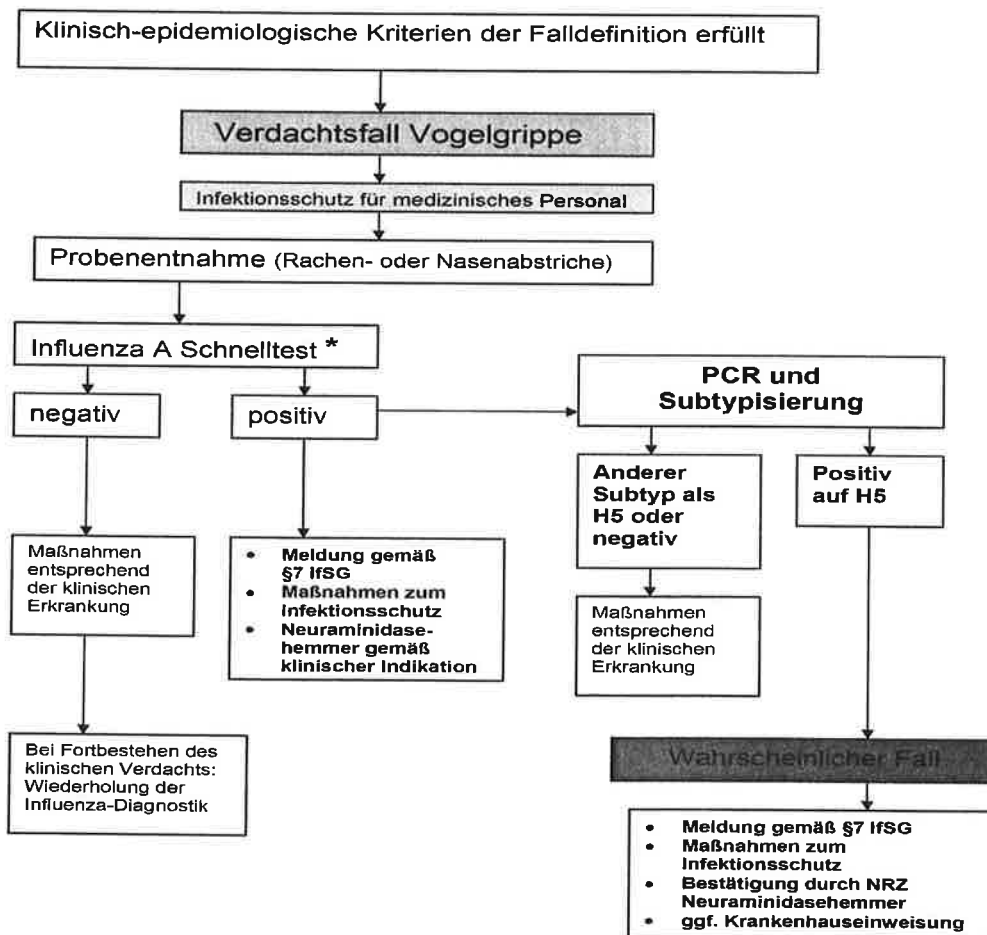 Klinisch-epidemiologische Kriterien der Falldefinition erfüllt
Verdachtsfall Vogelgrippe
Infektionsschutz für medizinisches Personal
Probenentnahme (Rachen- oder Nasenabstriche)
Influenza A Schnelltest *
negativ
positiv
PCR und
Subtypisierung
Anderer
Subtyp als
H5 oder
negativ
Positiv
auf H5
Maßnahmen
entsprechend
der klinischen
Erkrankung
• Meldung gemäß
§7 IfSG
• Maßnahmen zum
Infektionsschutz
• Neuraminidase-
hemmer gemäß
klinischer Indikation
Maßnahmen
entsprechend
der klinischen
Erkrankung
Bei Fortbestehen des
klinischen Verdachts:
Wiederholung der
Influenza-Diagnostik
Wahrscheinlicher Fall
• Meldung gemäß §7 IfSG
• Maßnahmen zum
Infektionsschutz
• Bestätigung durch NRZ
Neuraminidasehemmer
• ggf. Krankenhauseinweisung